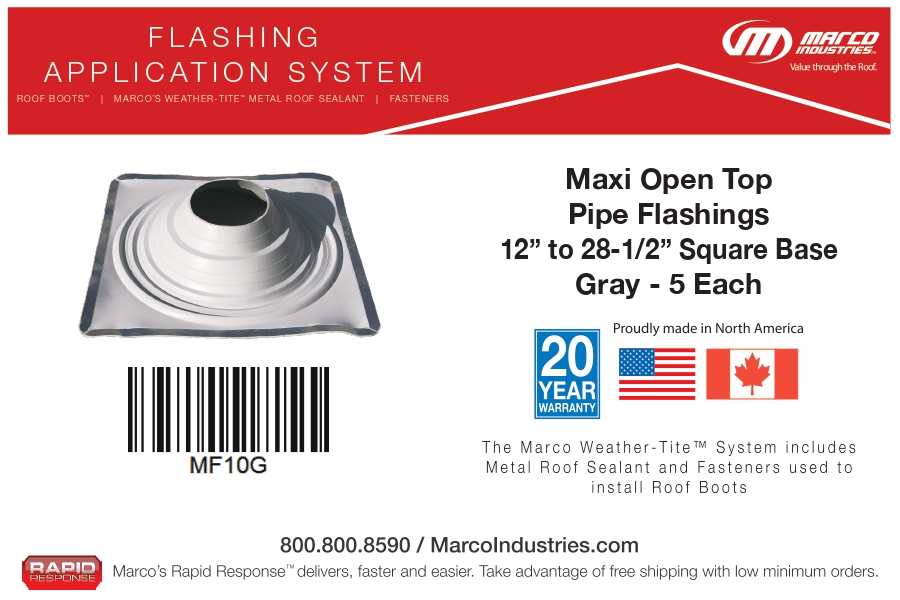 FLASHING
APPLICATION SYSTEM
ROOF BOOTS™ | MARCO'S WEATHER-TITE™ METAL ROOF SEALANT | FASTENERS
MARCO
INDUSTRIES™
Value through the Roof.
Maxi Open Top
Pipe Flashings
12” to 28-1/2” Square Base
Gray - 5 Each
Proudly made in North America
20
YEAR
WARRANTY
MF10G
The Marco Weather-Tite™ System includes
Metal Roof Sealant and Fasteners used to
install Roof Boots
800.800.8590 / MarcoIndustries.com
RAPID
RESPONSE
Marco's Rapid Response™ delivers, faster and easier. Take advantage of free shipping with low minimum orders.